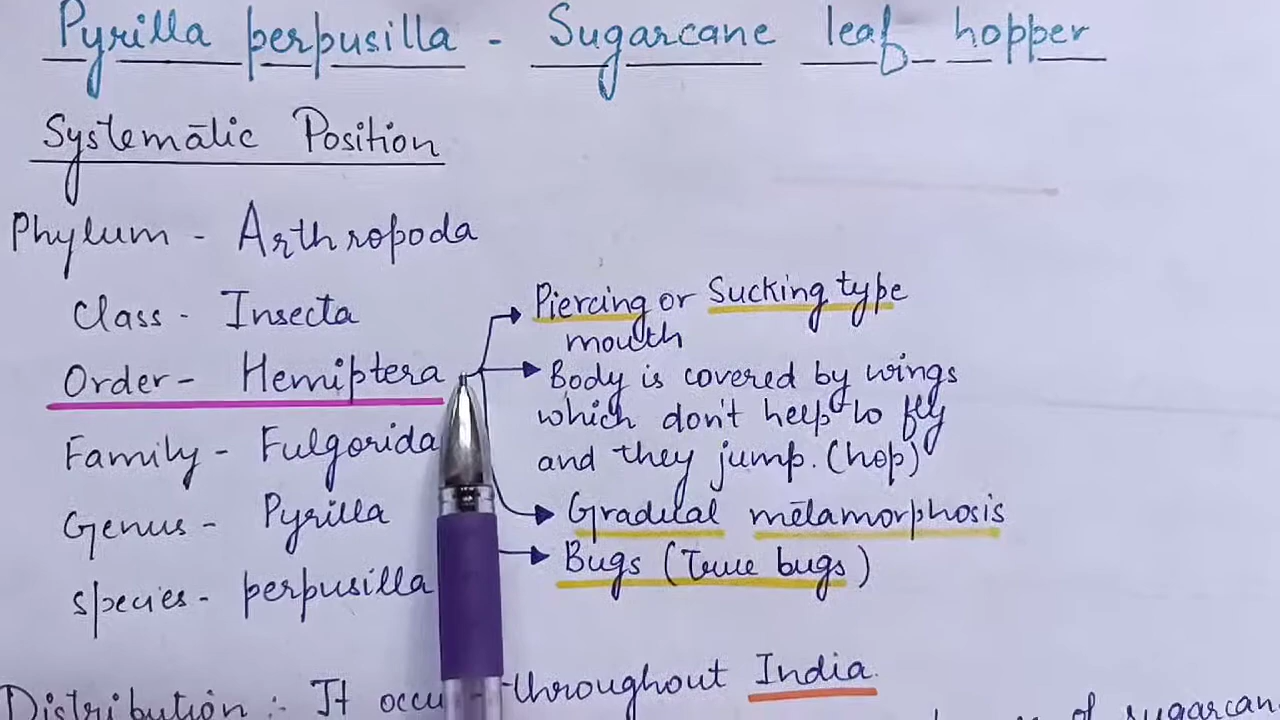 Pyrilla perpusilla - Sugarcane leaf hopper
Systematic Position
Phylum - Arthropoda
Class - Insecta
Order - Hemiptera
Family - Fulgorida
Genus - Pyrilla
Species - perpusilla
Piercing or Sucking type
mouth
Body is covered by wings
which don't help to fly
and they jump. (hop)
Gradual metamorphosis
Bugs (True bugs)
Distribution :- It occu throughout India.
of sugarcan